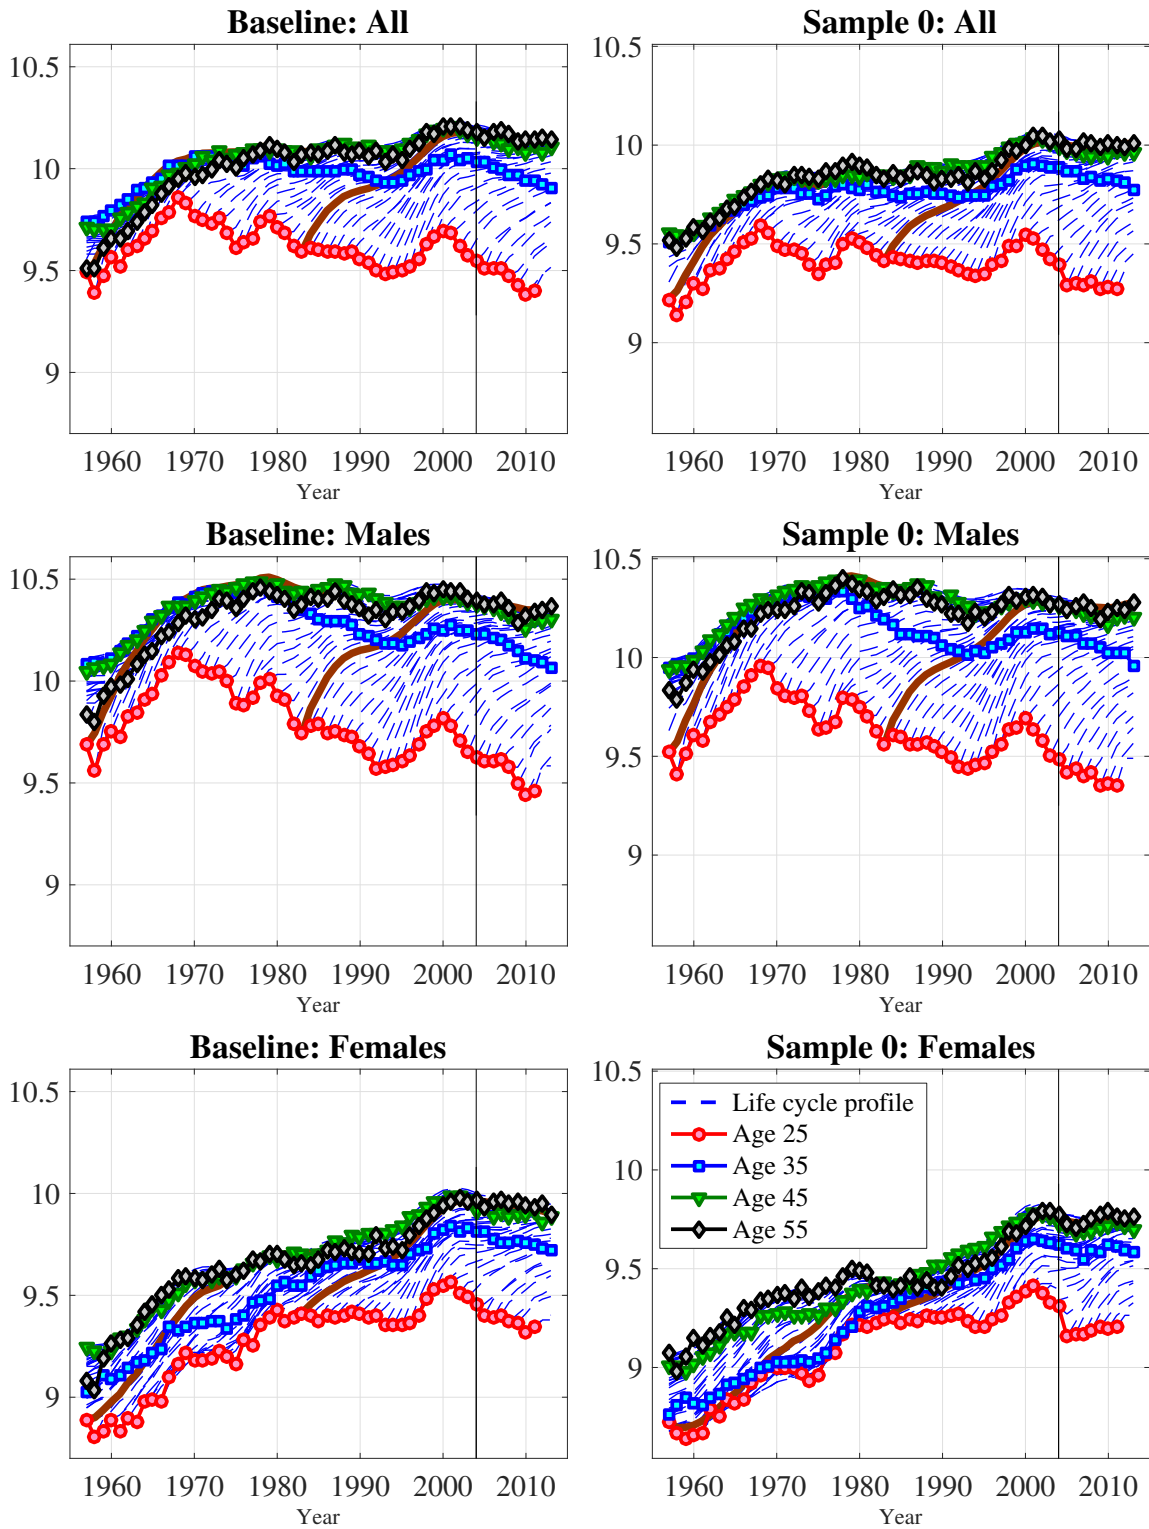 Baseline: All
10.5
10
9.5
9
1960 1970 1980 1990 2000 2010
Year
Sample 0: All
10.5
10
9.5
9
1960 1970 1980 1990 2000 2010
Year
Baseline: Males
10.5
10
9.5
9
1960 1970 1980 1990 2000 2010
Year
Sample 0: Males
10.5
10
9.5
9
1960 1970 1980 1990 2000 2010
Year
Baseline: Females
10.5
10
9.5
9
1960 1970 1980 1990 2000 2010
Year
Sample 0: Females
10.5
10
9.5
9
Life cycle profile
Age 25
Age 35
Age 45
Age 55
1960 1970 1980 1990 2000 2010
Year